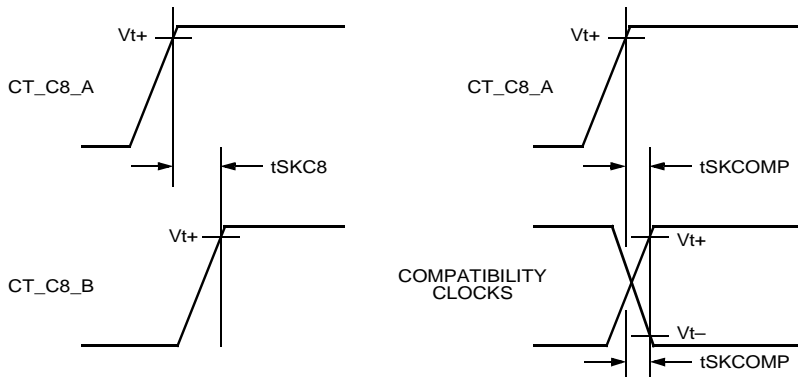 Vt+
CT_C8_A
tSKC8
Vt+
CT_C8_B
Vt+
CT_C8_A
tSKCOMP
Vt+
COMPATIBILITY
CLOCKS
Vt–
tSKCOMP